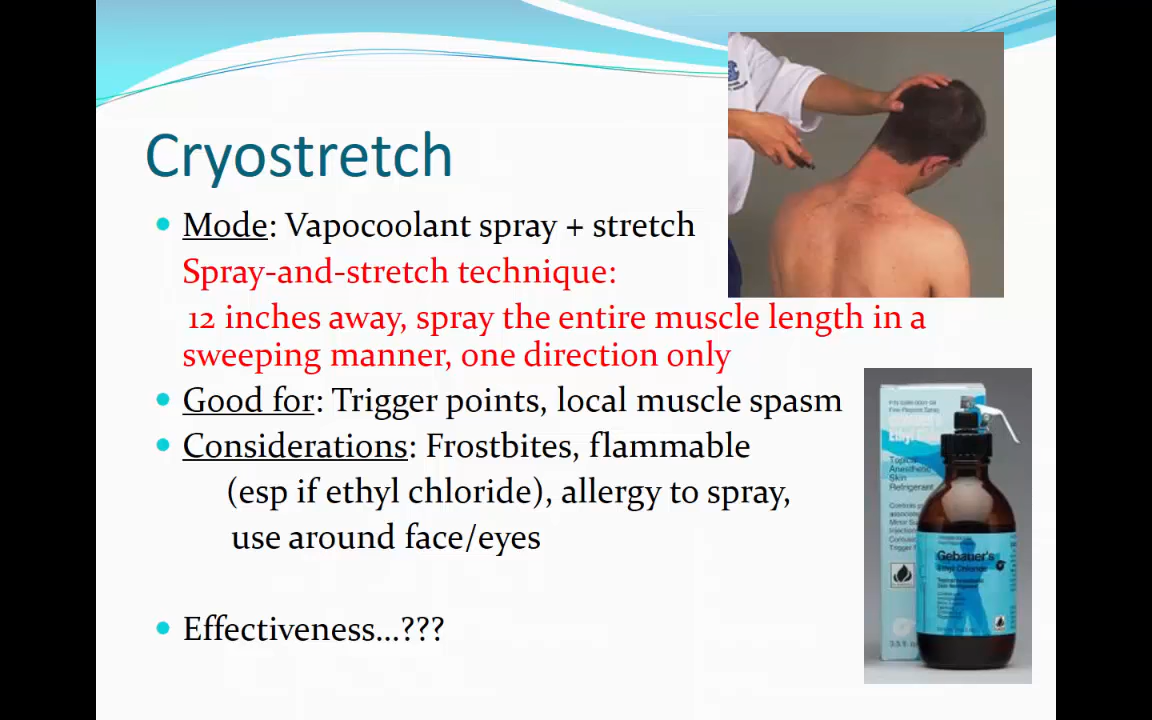 Cryostretch
Mode: Vapocoolant spray + stretch
Spray-and-stretch technique:
12 inches away, spray the entire muscle length in a
sweeping manner, one direction only
Good for: Trigger points, local muscle spasm
Considerations: Frostbites, flammable
(esp if ethyl chloride), allergy to spray,
use around face/eyes
Effectiveness...???
Topical
Anesthetic
Skin
Refrigerant
Gebauer's
Ethyl Chloride